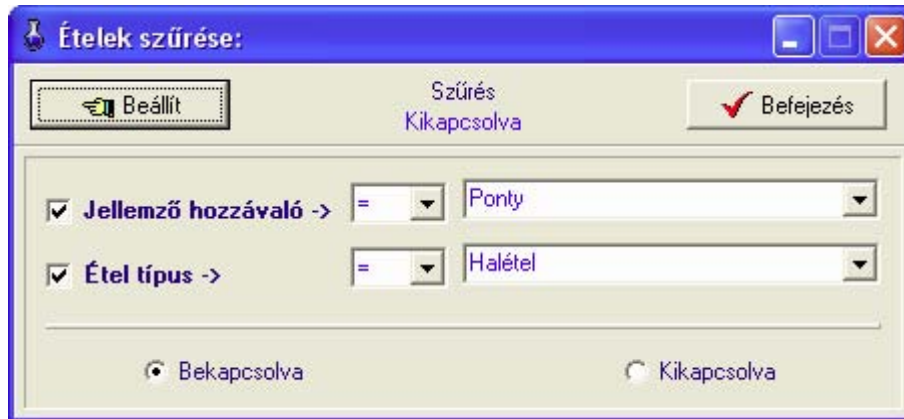 Ételek szűrése:
Beállít
Szűrés
Kikapcsolva
Befejezés
Jellemző hozzávaló -> = Ponty
Étel típus -> = Halétel
Bekapcsolva Kikapcsolva